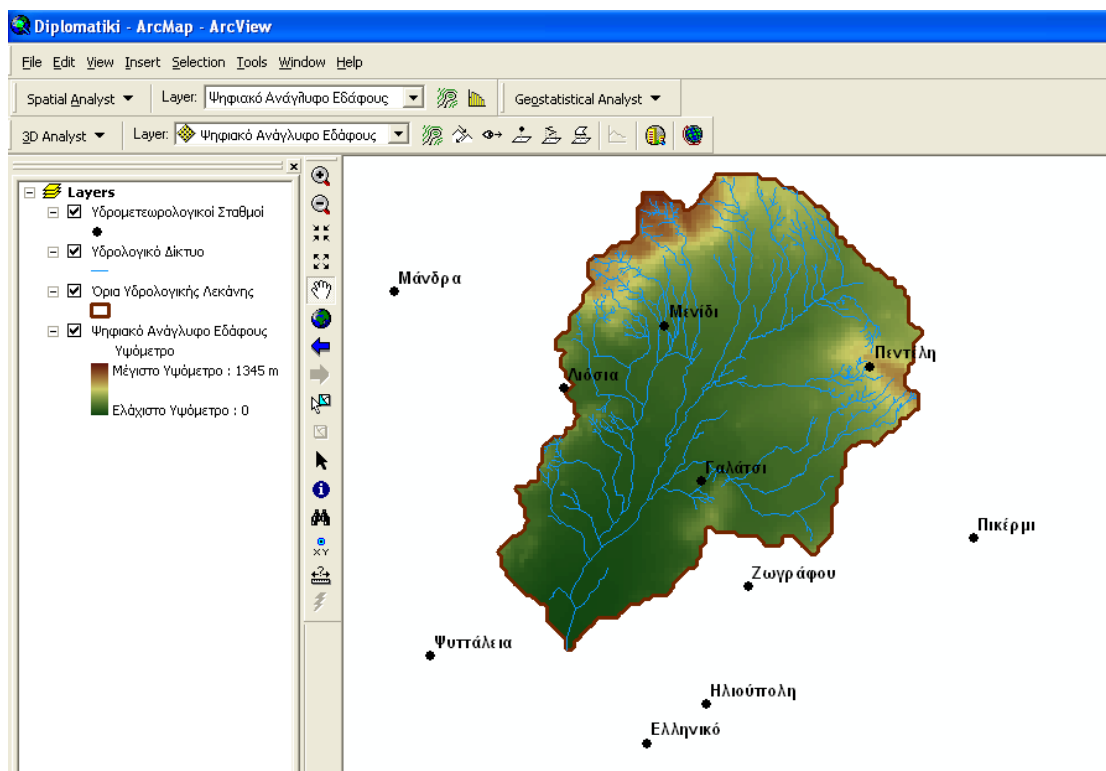 Diplomatiki - ArcMap - ArcView
File Edit View Insert Selection Tools Window Help
Spatial Analyst Layer: Ψηφιακό Ανάγλυφο Εδάφους Geostatistical Analyst
3D Analyst Layer: Ψηφιακό Ανάγλυφο Εδάφους
Layers
Υδρομετεωρολογικοί Σταθμοί
Υδρολογικό Δίκτυο
Όρια Υδρολογικής Λεκάνης
Ψηφιακό Ανάγλυφο Εδάφους
Υψόμετρο
Μέγιστο Υψόμετρο : 1345 m
Ελάχιστο Υψόμετρο : 0
XY
Μάνδρα
Μενίδι
Πεντέλη
Λιόσια
Γαλάτσι
Πικέρμι
Ζωγράφου
Ψυττάλεια
Ηλιούπολη
Ελληνικό